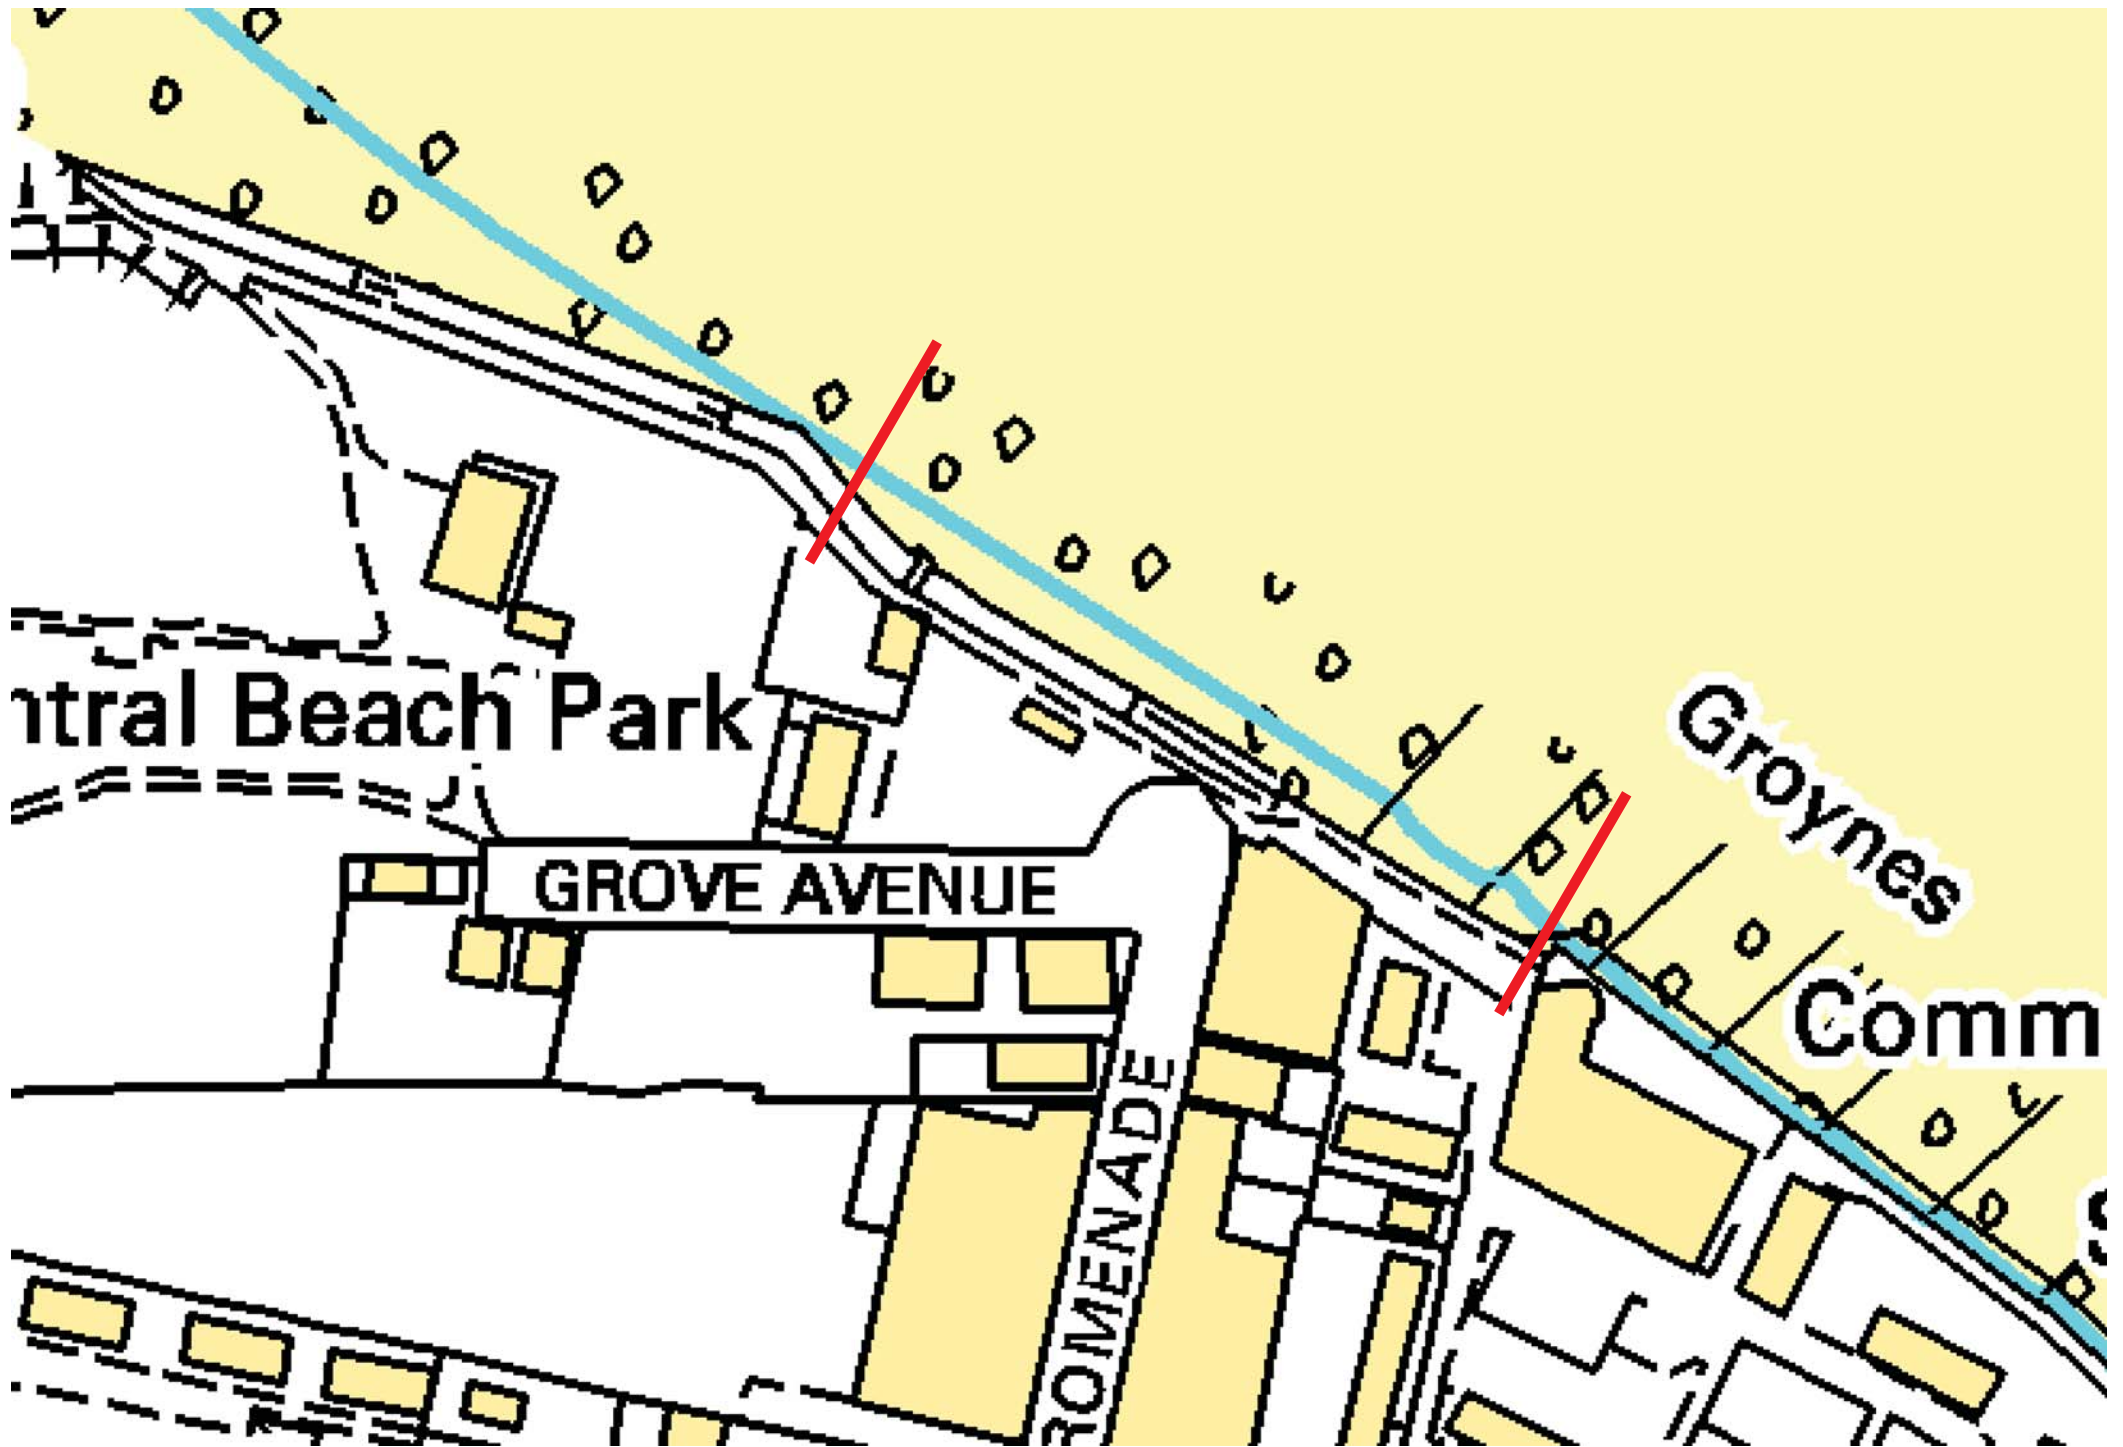 ntral Beach Park
GROVE AVENUE
ROMENADE
Groynes
Comm
S